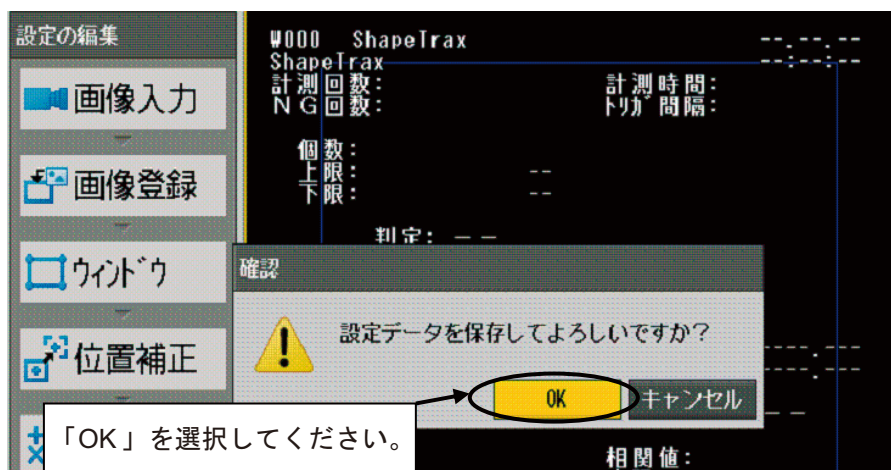 設定の編集
画像入力
画像登録
ウィンドウ
位置補正
W000 ShapeTrax
ShapeTrax
計測回数:
NG回数:
--.--.--
--:--:--
計測時間:
トリガ間隔:
個数:
上限: --
下限: --
判定: --
確認
設定データを保存してよろしいですか?
OK キャンセル
「OK」を選択してください。
相関値: